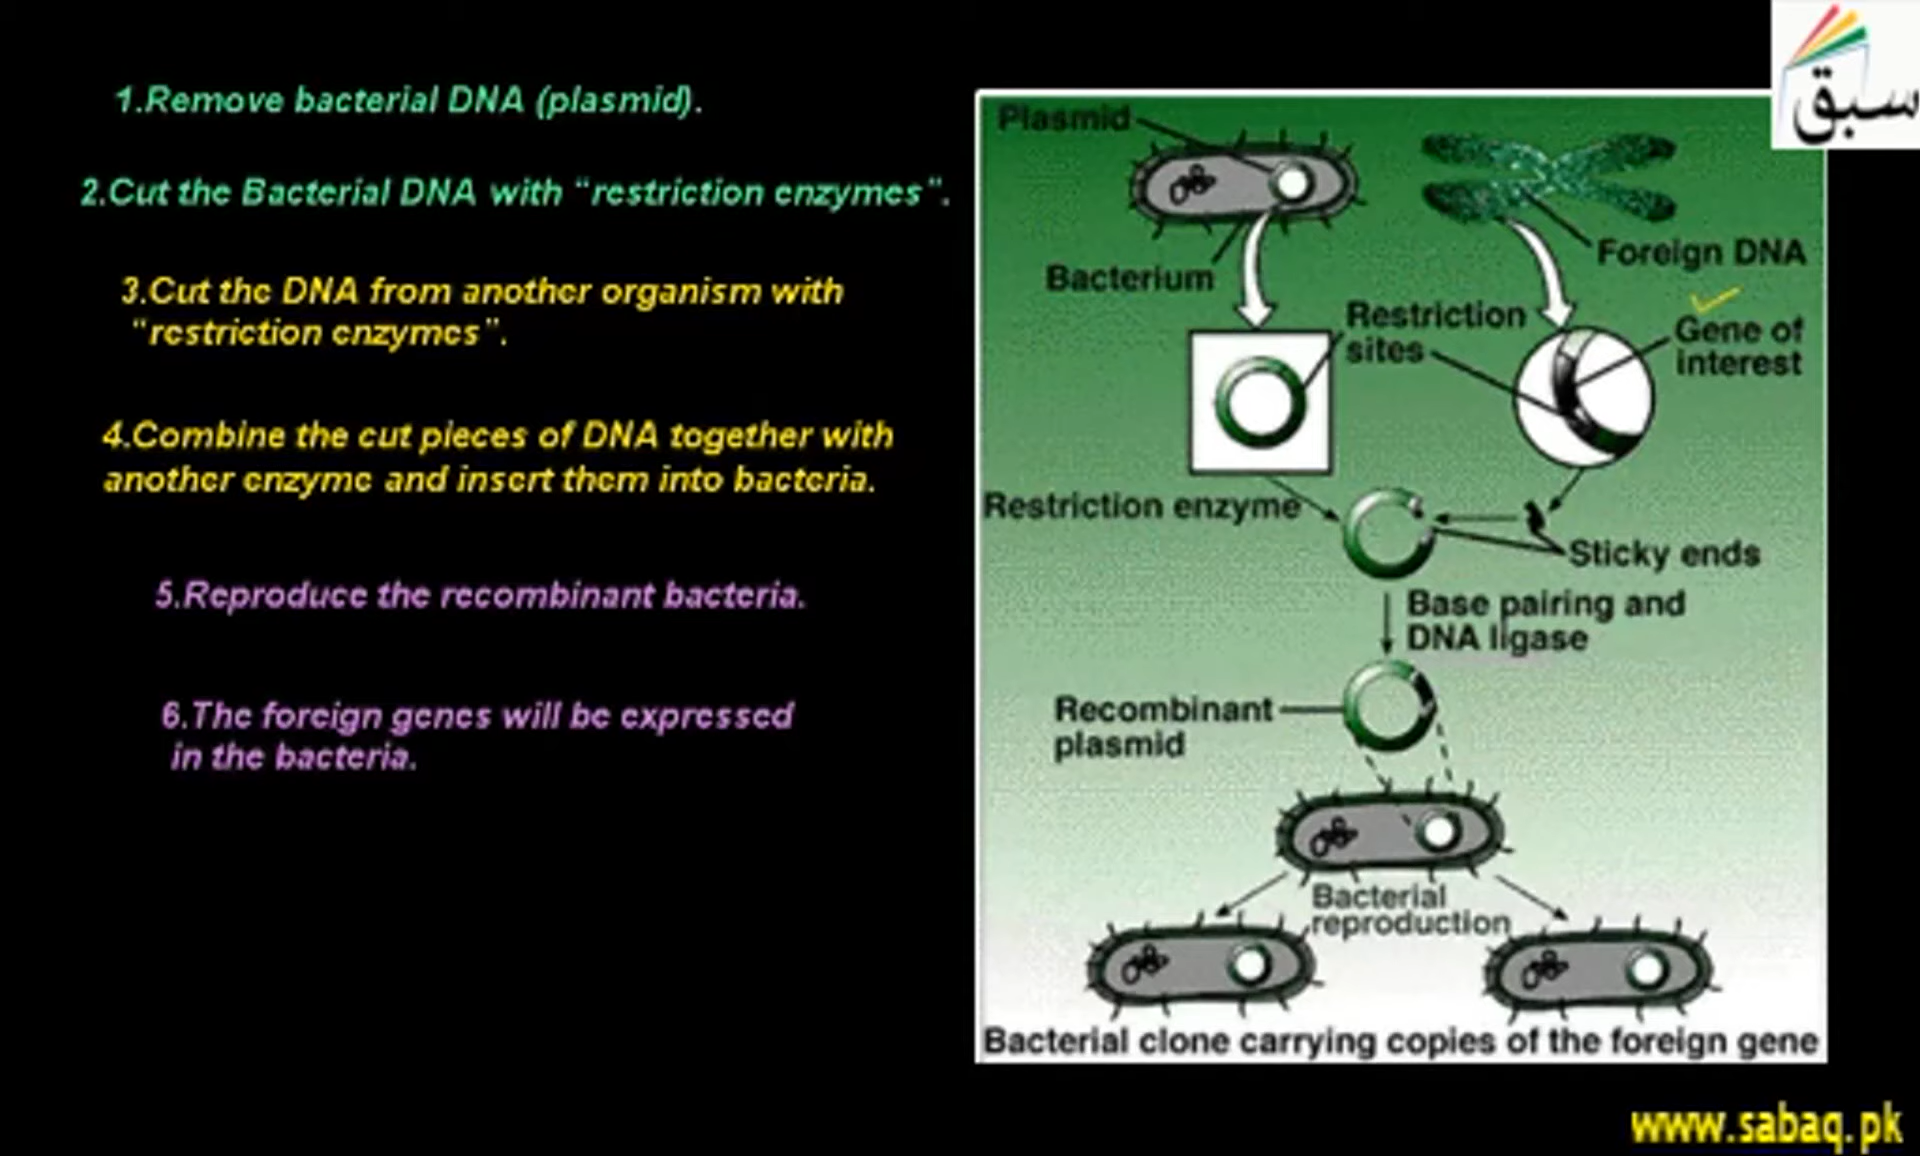 سبق
1.Remove bacterial DNA (plasmid).
2.Cut the Bacterial DNA with “restriction enzymes”.
3.Cut the DNA from another organism with
“restriction enzymes”.
4.Combine the cut pieces of DNA together with
another enzyme and insert them into bacteria.
5.Reproduce the recombinant bacteria.
6.The foreign genes will be expressed
in the bacteria.
Plasmid
Foreign DNA
Bacterium
Restriction
sites
Gene of
interest
Restriction enzyme
Sticky ends
Base pairing and
DNA ligase
Recombinant
plasmid
Bacterial
reproduction
Bacterial clone carrying copies of the foreign gene
www.sabaq.pk